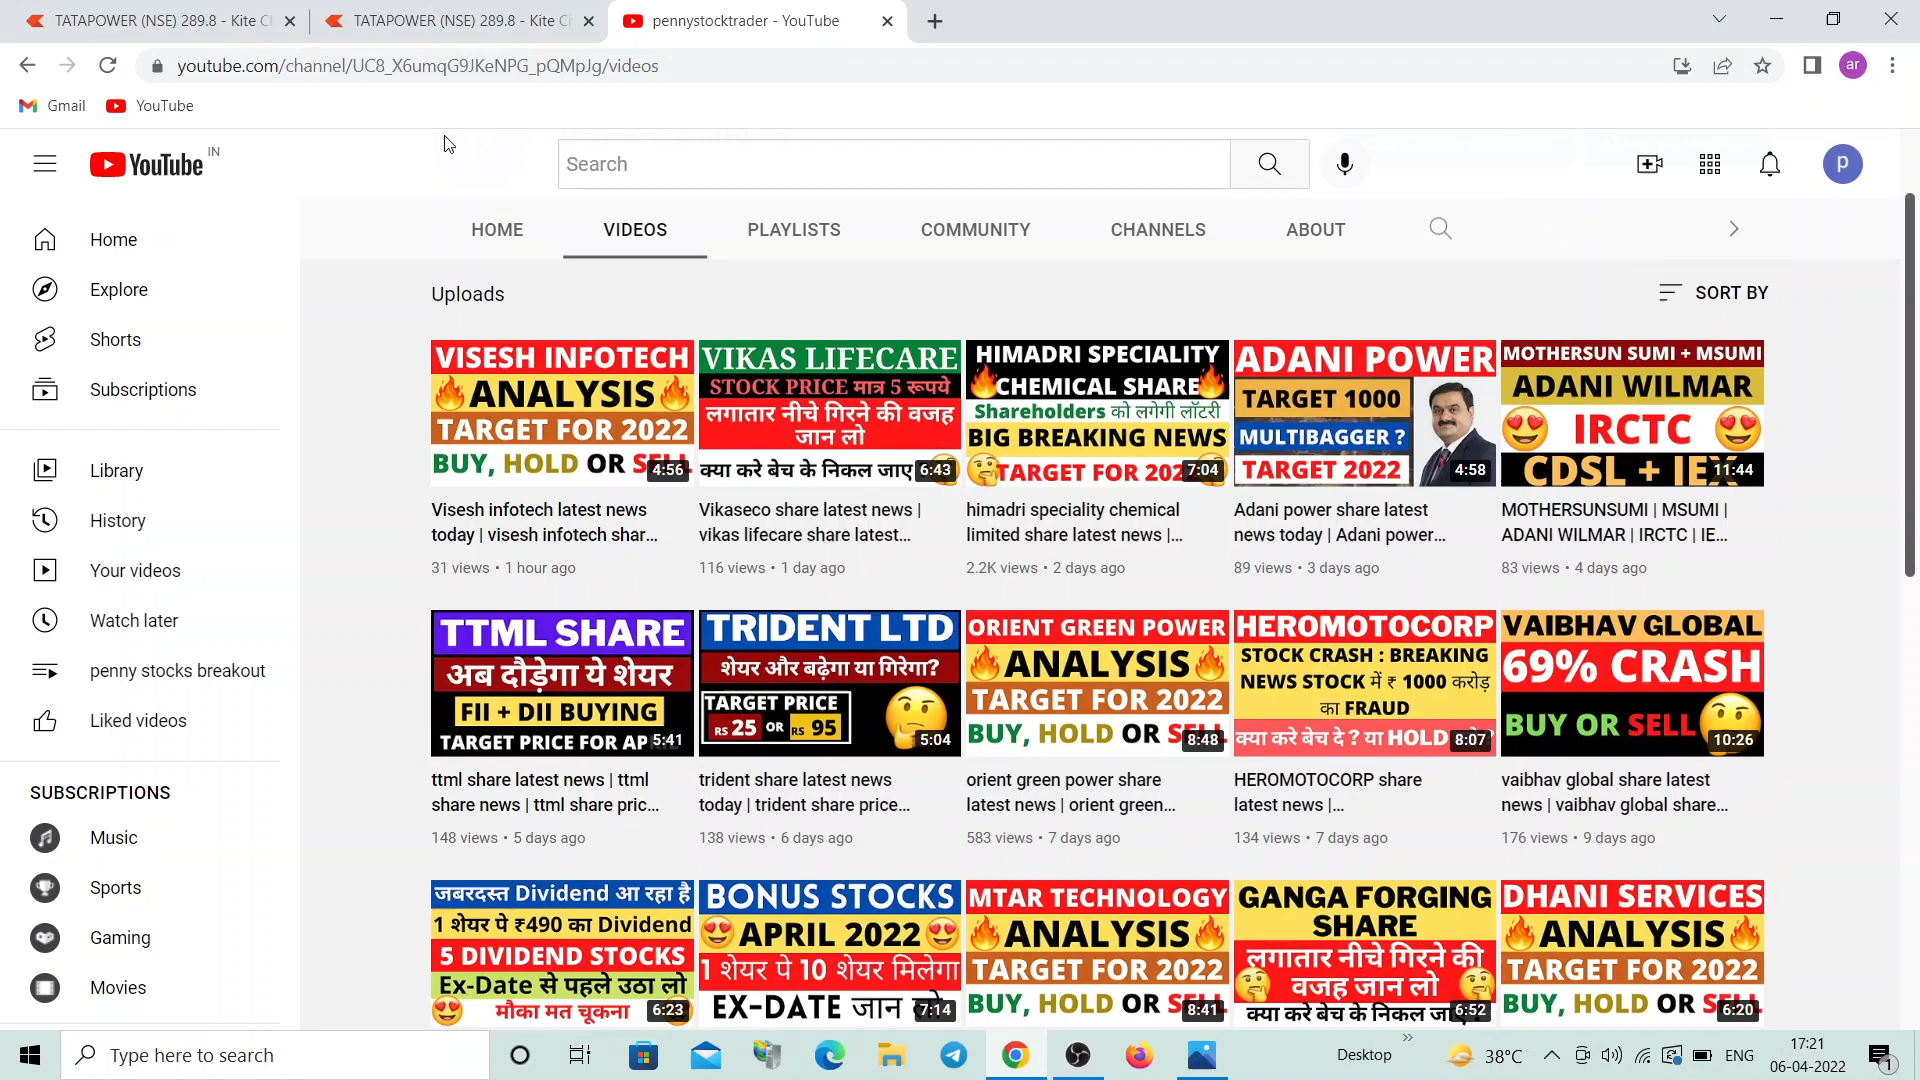 TATAPOWER (NSE) 289.8 - Kite C
TATAPOWER (NSE) 289.8 - Kite C
pennystocktrader - YouTube
youtube.com/channel/UC8_X6umqG9JKeNPG_pQMpJg/videos
ar
Gmail
YouTube
YouTube IN
Search
p
HOME
VIDEOS
PLAYLISTS
COMMUNITY
CHANNELS
ABOUT
Home
Explore
Shorts
Subscriptions
Library
History
Your videos
Watch later
penny stocks breakout
Liked videos
SUBSCRIPTIONS
Music
Sports
Gaming
Movies
Uploads
SORT BY
VISESH INFOTECH
ANALYSIS
TARGET FOR 2022
BUY, HOLD OR SELL
4:56
Visesh infotech latest news
today | visesh infotech shar...
31 views • 1 hour ago
VIKAS LIFECARE
STOCK PRICE मात्र 5 रूपये
लगातार नीचे गिरने की वजह
जान लो
क्या करे बेच के निकल जाए
6:43
Vikaseco share latest news |
vikas lifecare share latest...
116 views • 1 day ago
HIMADRI SPECIALITY
CHEMICAL SHARE
Shareholders को लगेगी लॉटरी
BIG BREAKING NEWS
TARGET FOR 202
7:04
himadri speciality chemical
limited share latest news |...
2.2K views • 2 days ago
ADANI POWER
TARGET 1000
MULTIBAGGER ?
TARGET 2022
4:58
Adani power share latest
news today | Adani power...
89 views • 3 days ago
MOTHERSUN SUMI + MSUMI
ADANI WILMAR
IRCTC
CDSL + IEX
11:44
MOTHERSUNSUMI | MSUMI |
ADANI WILMAR | IRCTC | IE...
83 views • 4 days ago
TTML SHARE
अब दौड़ेगा ये शेयर
FII + DII BUYING
TARGET PRICE FOR AP
5:41
ttml share latest news | ttml
share news | ttml share pric...
148 views • 5 days ago
TRIDENT LTD
शेयर और बढ़ेगा या गिरेगा?
TARGET PRICE
RS 25 OR RS 95
5:04
trident share latest news
today | trident share price...
138 views • 6 days ago
ORIENT GREEN POWER
ANALYSIS
TARGET FOR 2022
BUY, HOLD OR SELL
8:48
orient green power share
latest news | orient green...
583 views • 7 days ago
HEROMOTOCORP
STOCK CRASH : BREAKING
NEWS STOCK में ₹ 1000 करोड़
का FRAUD
क्या करे बेच दे ? या HOLD ?
8:07
HEROMOTOCORP share
latest news |...
134 views • 7 days ago
VAIBHAV GLOBAL
69% CRASH
BUY OR SELL
10:26
vaibhav global share latest
news | vaibhav global share...
176 views • 9 days ago
जबरदस्त Dividend आ रहा है
1 शेयर पे ₹490 का Dividend
5 DIVIDEND STOCKS
Ex-Date से पहले उठा लो
मौका मत चूकना
6:23
BONUS STOCKS
APRIL 2022
1 शेयर पे 10 शेयर मिलेगा
EX-DATE जान लो
7:14
MTAR TECHNOLOGY
ANALYSIS
TARGET FOR 2022
BUY, HOLD OR SELL
8:41
GANGA FORGING
SHARE
लगातार नीचे गिरने की
वजह जान लो
क्या करे बेच के निकल
6:52
DHANI SERVICES
ANALYSIS
TARGET FOR 2022
BUY, HOLD OR SELL
6:20
Type here to search
Desktop
38°C
ENG
17:21
06-04-2022
1